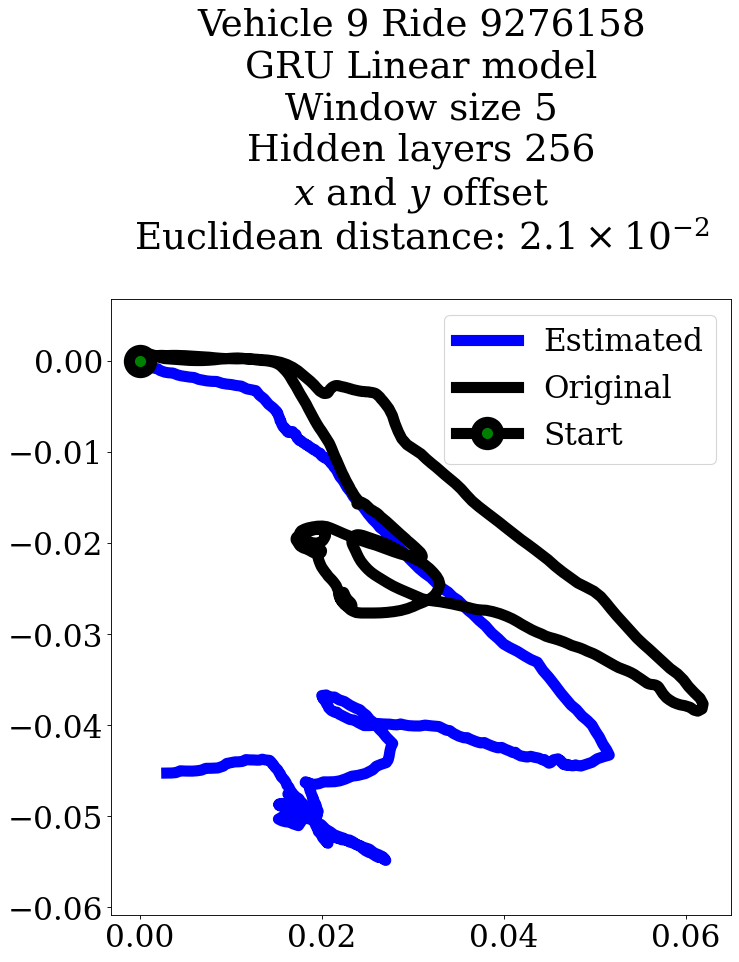 Vehicle 9 Ride 9276158
GRU Linear model
Window size 5
Hidden layers 256
x and y offset
Euclidean distance: 2.1 × 10⁻²
Estimated
Original
Start
0.00
−0.01
−0.02
−0.03
−0.04
−0.05
−0.06
0.00 0.02 0.04 0.06